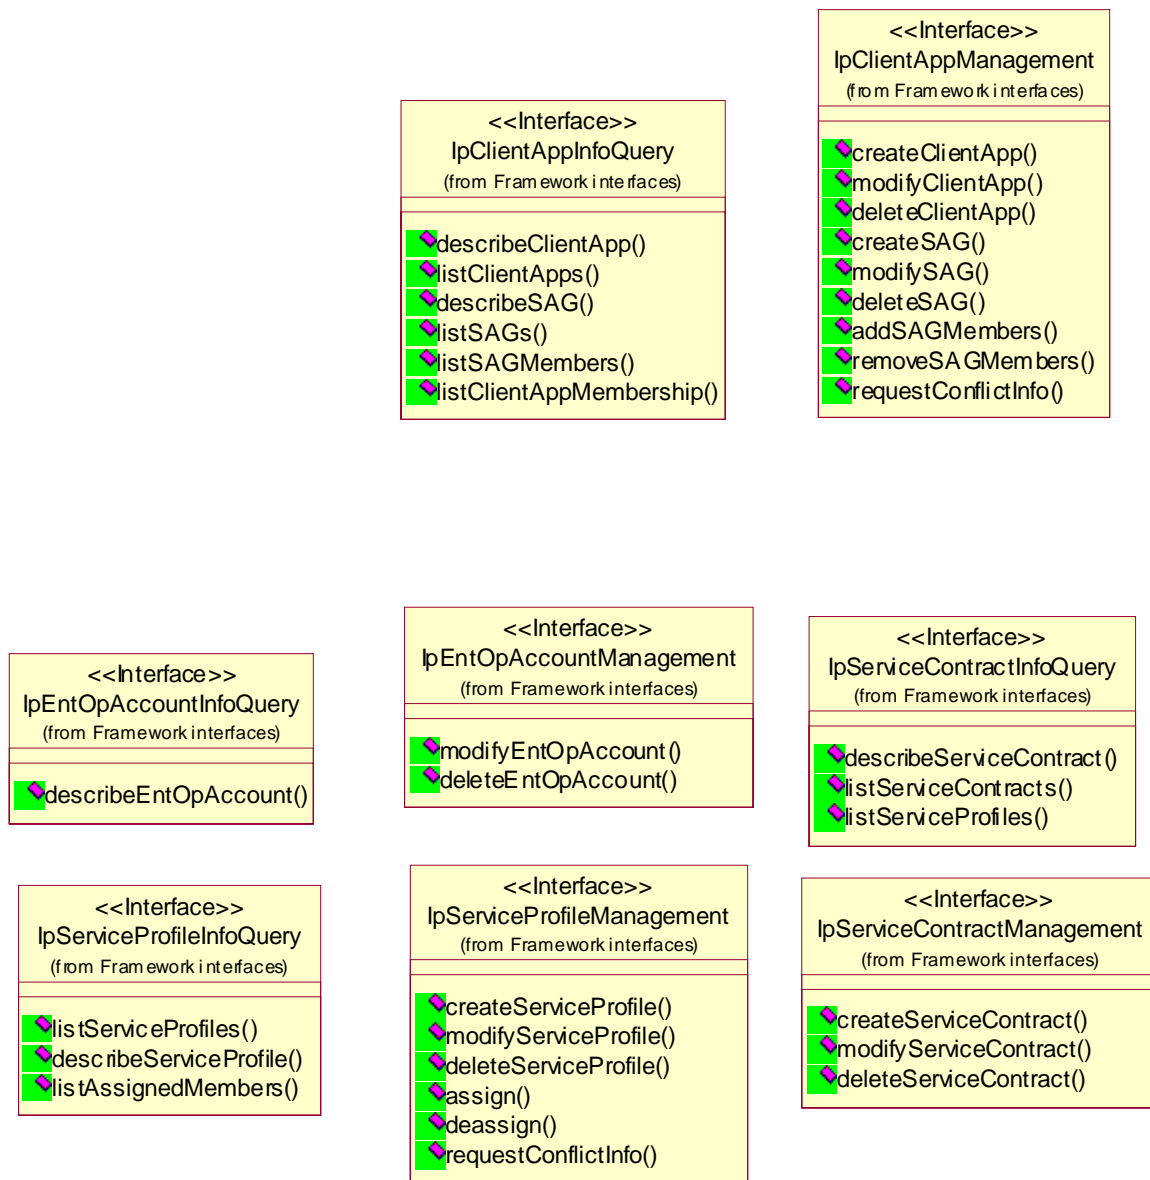 <<Interface>>
IpClientAppManagement
(from Framework interfaces)
createClientApp()
modifyClientApp()
deleteClientApp()
createSAG()
modifySAG()
deleteSAG()
addSAGMembers()
removeSAGMembers()
requestConflictInfo()
<<Interface>>
IpClientAppInfoQuery
(from Framework interfaces)
describeClientApp()
listClientApps()
describeSAG()
listSAGs()
listSAGMembers()
listClientAppMembership()
<<Interface>>
IpEntOpAccountInfoQuery
(from Framework interfaces)
describeEntOpAccount()
<<Interface>>
IpEntOpAccountManagement
(from Framework interfaces)
modifyEntOpAccount()
deleteEntOpAccount()
<<Interface>>
IpServiceContractInfoQuery
(from Framework interfaces)
describeServiceContract()
listServiceContracts()
listServiceProfiles()
<<Interface>>
IpServiceProfileInfoQuery
(from Framework interfaces)
listServiceProfiles()
describeServiceProfile()
listAssignedMembers()
<<Interface>>
IpServiceProfileManagement
(from Framework interfaces)
createServiceProfile()
modifyServiceProfile()
deleteServiceProfile()
assign()
deassign()
requestConflictInfo()
<<Interface>>
IpServiceContractManagement
(from Framework interfaces)
createServiceContract()
modifyServiceContract()
deleteServiceContract()